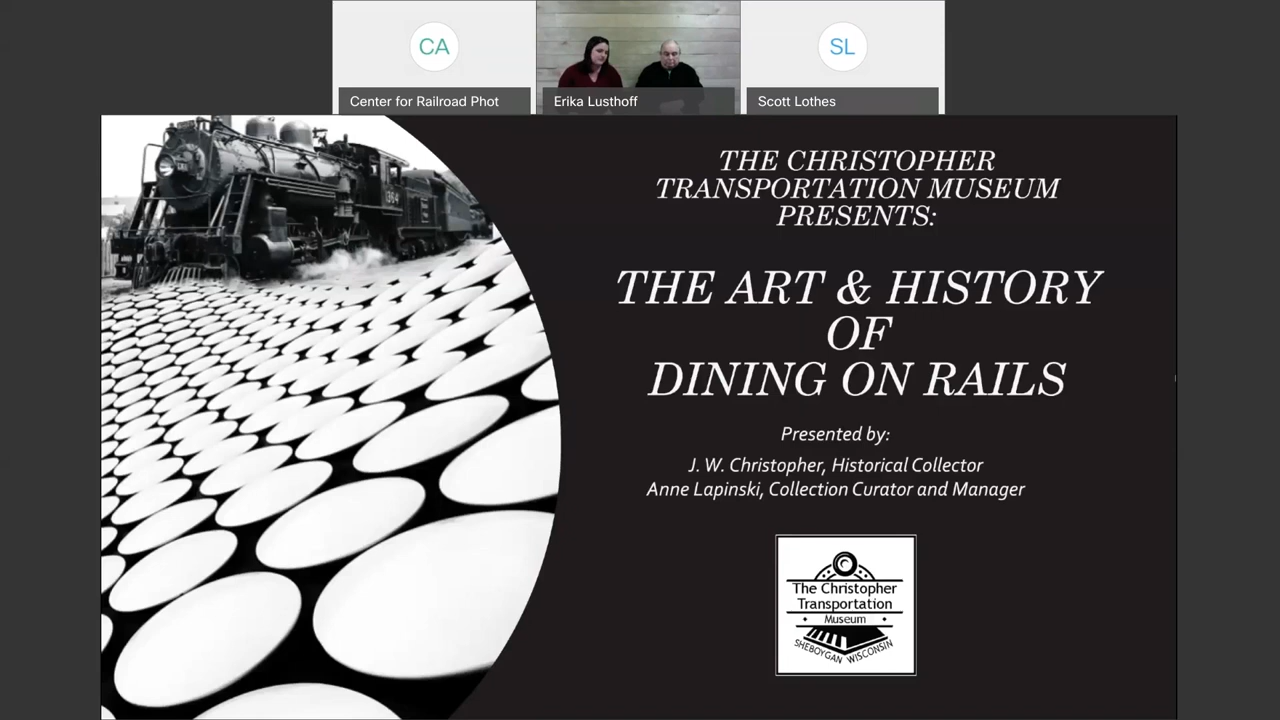 CA
SL
Center for Railroad Phot
Erika Lusthoff
Scott Lothes
THE CHRISTOPHER
TRANSPORTATION MUSEUM
PRESENTS:
THE ART & HISTORY
OF
DINING ON RAILS
Presented by:
J. W. Christopher, Historical Collector
Anne Lapinski, Collection Curator and Manager
The Christopher
Transportation
Museum
SHEBOYGAN WISCONSIN